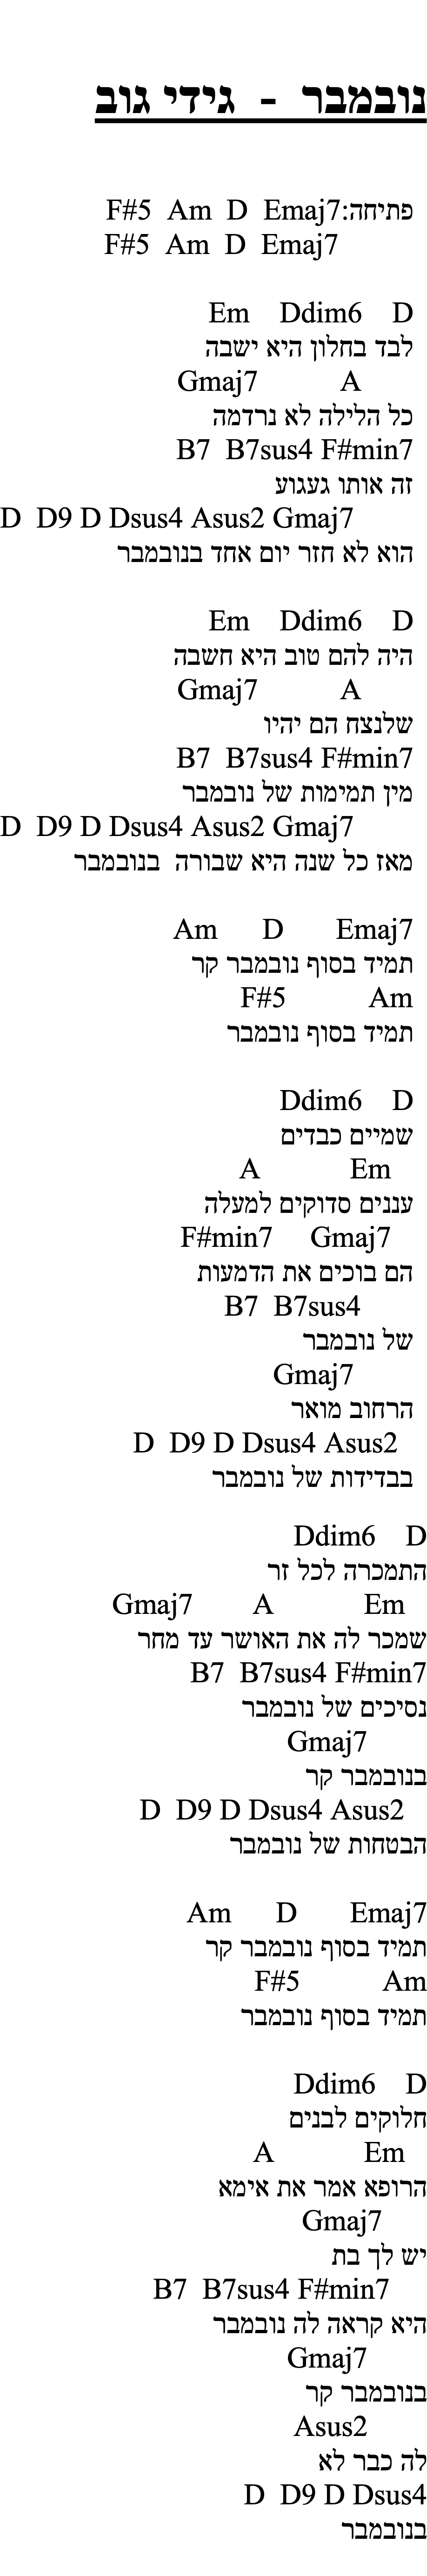 נובמבר - גידי גוב
פתיחה: F#5 Am D Emaj7
F#5 Am D Emaj7
Em Ddim6 D
לבד בחלון היא ישבה
Gmaj7 A
כל הלילה לא נרדמה
B7 B7sus4 F#min7
זה אותו געגוע
D D9 D Dsus4 Asus2 Gmaj7
הוא לא חזר יום אחד בנובמבר
Em Ddim6 D
היה להם טוב היא חשבה
Gmaj7 A
שלנצח הם יהיו
B7 B7sus4 F#min7
מין תמימות של נובמבר
D D9 D Dsus4 Asus2 Gmaj7
מאז כל שנה היא שבורה בנובמבר
Am D Emaj7
תמיד בסוף נובמבר קר
F#5 Am
תמיד בסוף נובמבר
Ddim6 D
שמיים כבדים
A Em
עננים סדוקים למעלה
F#min7 Gmaj7
הם בוכים את הדמעות
B7 B7sus4
של נובמבר
Gmaj7
הרחוב מואר
D D9 D Dsus4 Asus2
בבדידות של נובמבר
Ddim6 D
התמכרה לכל זר
Gmaj7 A Em
שמכר לה את האושר עד מחר
B7 B7sus4 F#min7
נסיכים של נובמבר
Gmaj7
בנובמבר קר
D D9 D Dsus4 Asus2
הבטחות של נובמבר
Am D Emaj7
תמיד בסוף נובמבר קר
F#5 Am
תמיד בסוף נובמבר
Ddim6 D
חלוקים לבנים
A Em
הרופא אמר את אימא
Gmaj7
יש לך בת
B7 B7sus4 F#min7
היא קראה לה נובמבר
Gmaj7
בנובמבר קר
Asus2
לה כבר לא
D D9 D Dsus4
בנובמבר